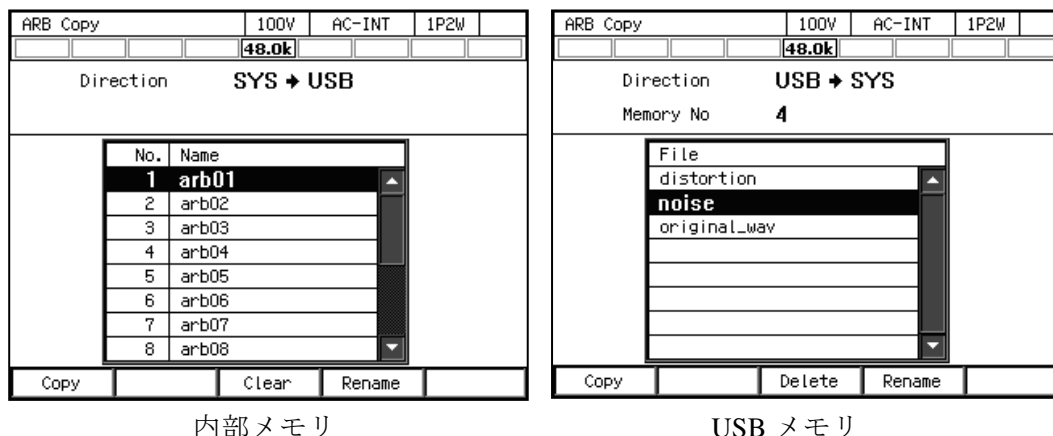 ARB Copy 100V AC-INT 1P2W
48.0k
Direction SYS → USB
No. Name
1 arb01
2 arb02
3 arb03
4 arb04
5 arb05
6 arb06
7 arb07
8 arb08
Copy Clear Rename
内部メモリ
ARB Copy 100V AC-INT 1P2W
48.0k
Direction USB → SYS
Memory No 4
File
distortion
noise
original_wav
Copy Delete Rename
USB メモリ